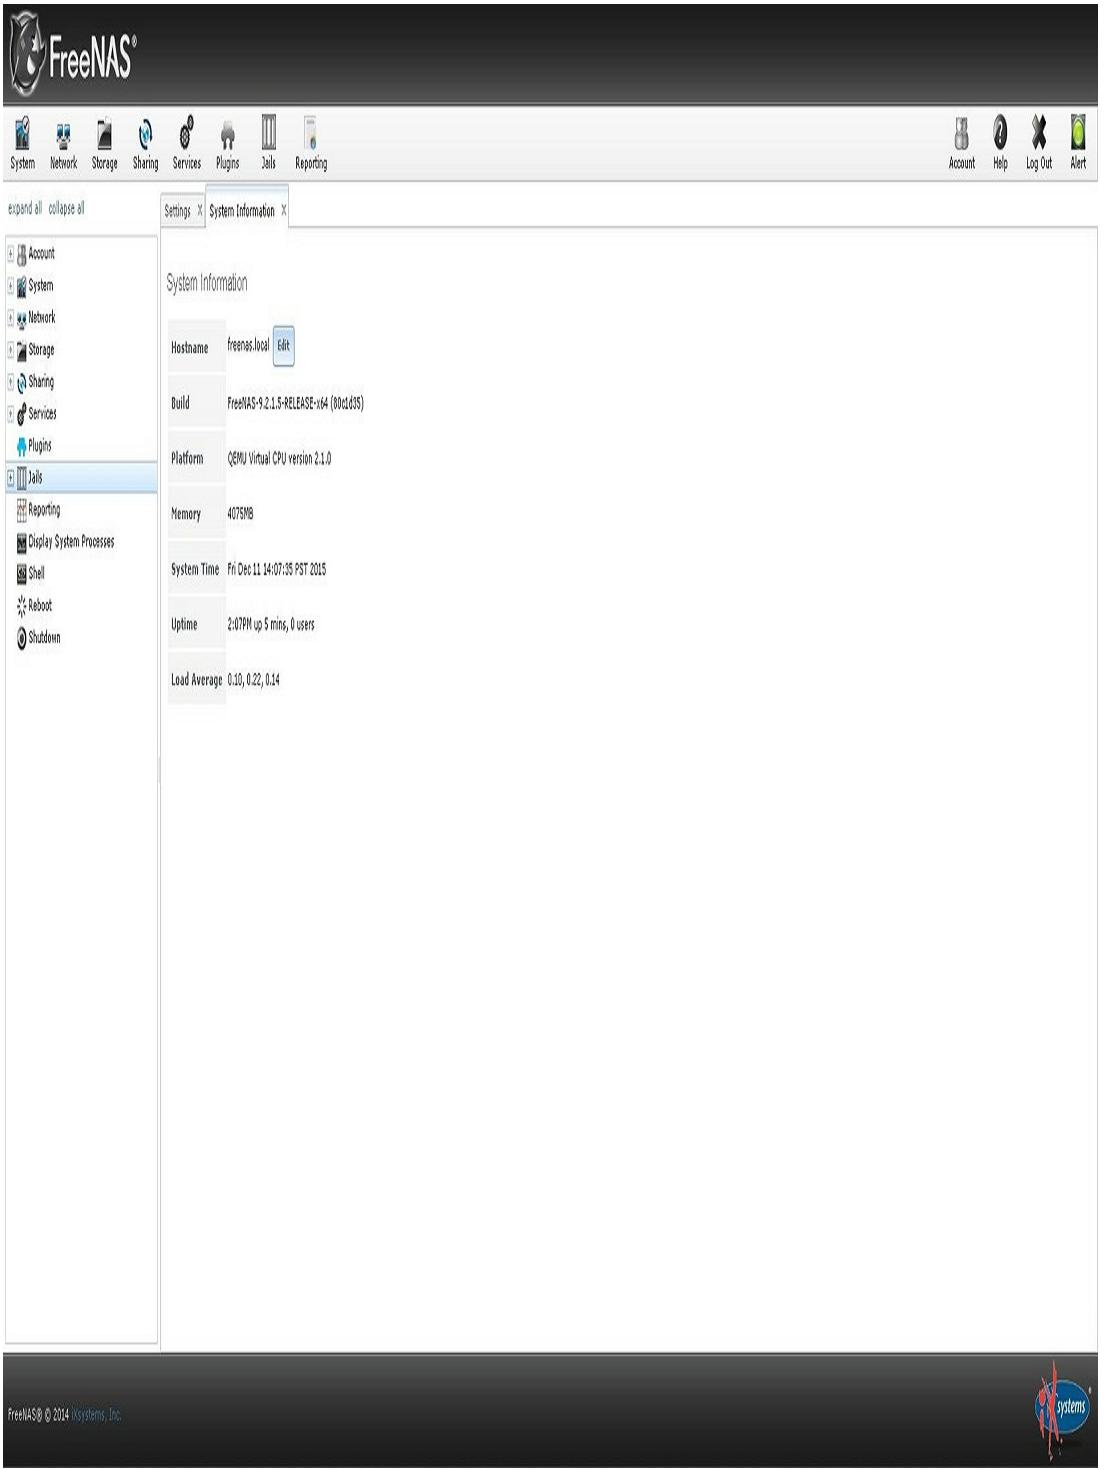 FreeNAS®
System Network Storage Sharing Services Plugins Jails Reporting Account Help Log Out Alert
expand all collapse all
Settings X System Information X
Account
System
Network
Storage
Sharing
Services
Plugins
Jails
Reporting
Display System Processes
Shell
Reboot
Shutdown
System Information
Hostname freenas.local Edit
Build FreeNAS-9.2.1.5-RELEASE-x64 (80c1d35)
Platform QEMU Virtual CPU version 2.1.0
Memory 4075MB
System Time Fri Dec 11 14:07:35 PST 2015
Uptime 2:07PM up 5 mins, 0 users
Load Average 0.10, 0.22, 0.14
FreeNAS® © 2014 iXsystems, Inc.
iX systems